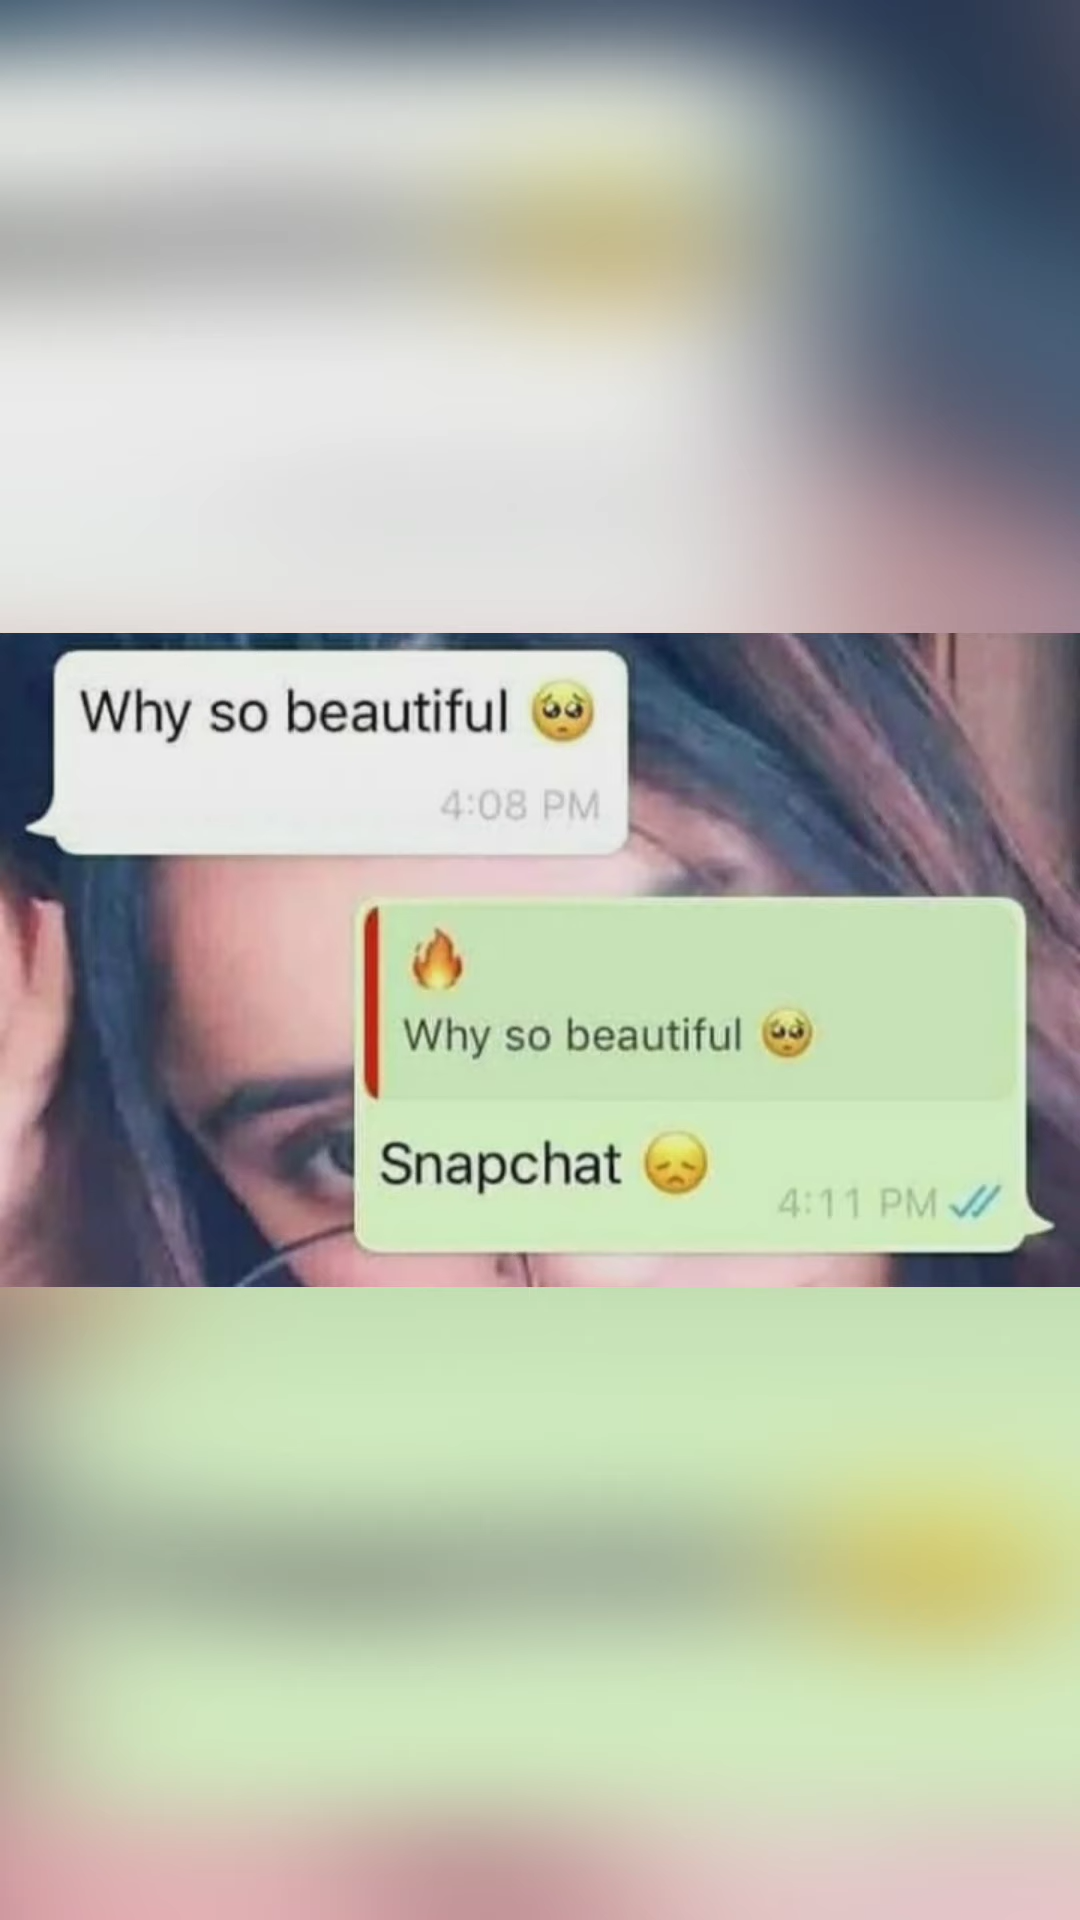 Why so beautiful 🥺
4:08 PM
🔥
Why so beautiful 🥺
Snapchat 😞
4:11 PM